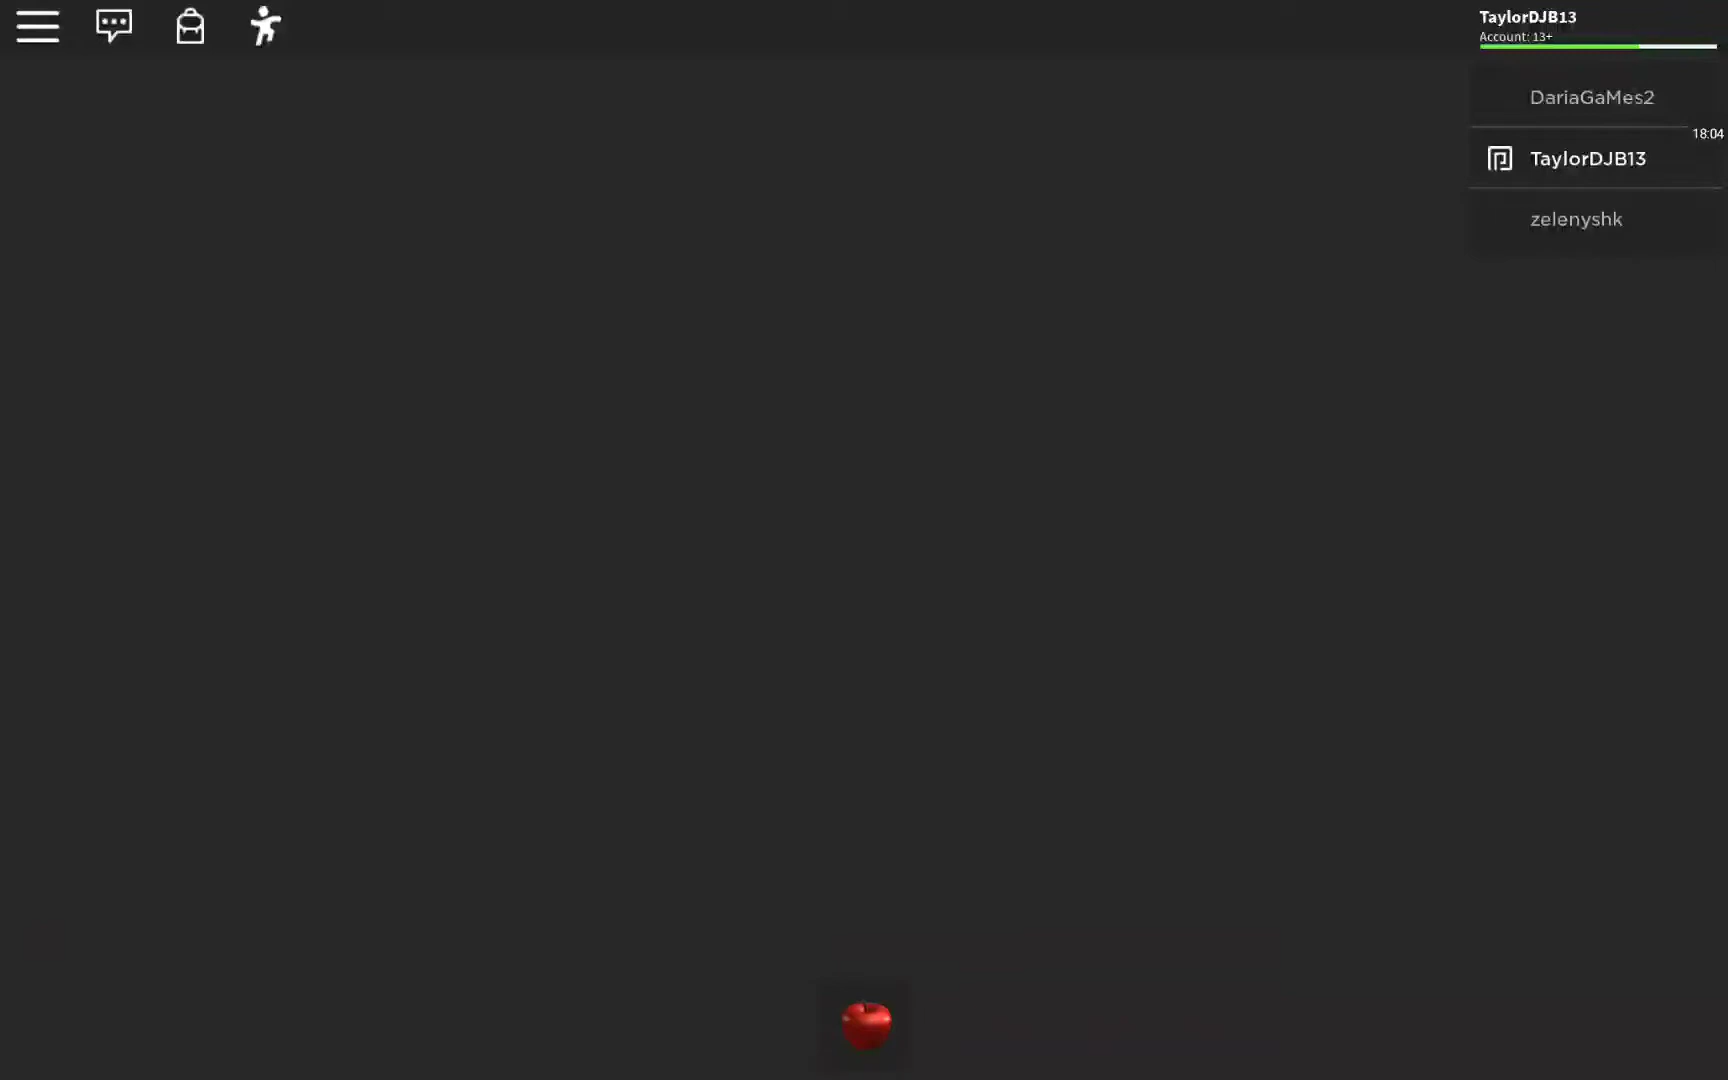 TaylorDJB13
Account: 13+
DariaGaMes2
18:04
TaylorDJB13
zelenyshk